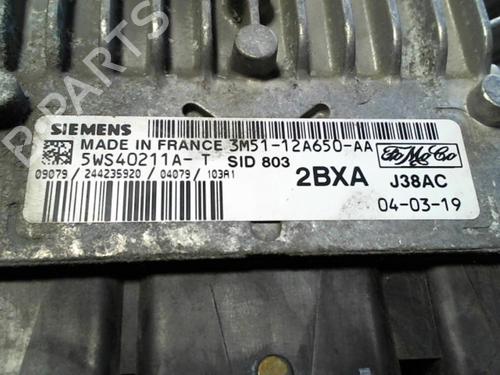 B-PARTS
SIEMENS
MADE IN FRANCE 3M51-12A650-AA
5WS40211A- T SID 803
FoMoCo
09079 / 244235920 / 04079 / 103A1
2BXA J38AC
04-03-19